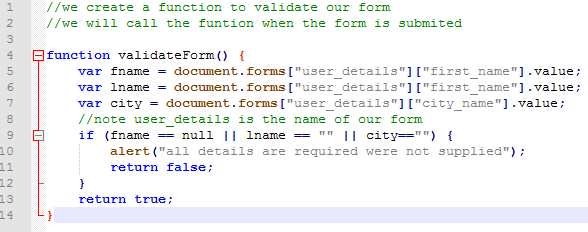 1 //we create a function to validate our form
2 //we will call the funtion when the form is submited
3
4 function validateForm() {
5 var fname = document.forms["user_details"]["first_name"].value;
6 var lname = document.forms["user_details"]["first_name"].value;
7 var city = document.forms["user_details"]["city_name"].value;
8 //note user_details is the name of our form
9 if (fname == null || lname == "" || city=="") {
10 alert("all details are required were not supplied");
11 return false;
12 }
13 return true;
14 }